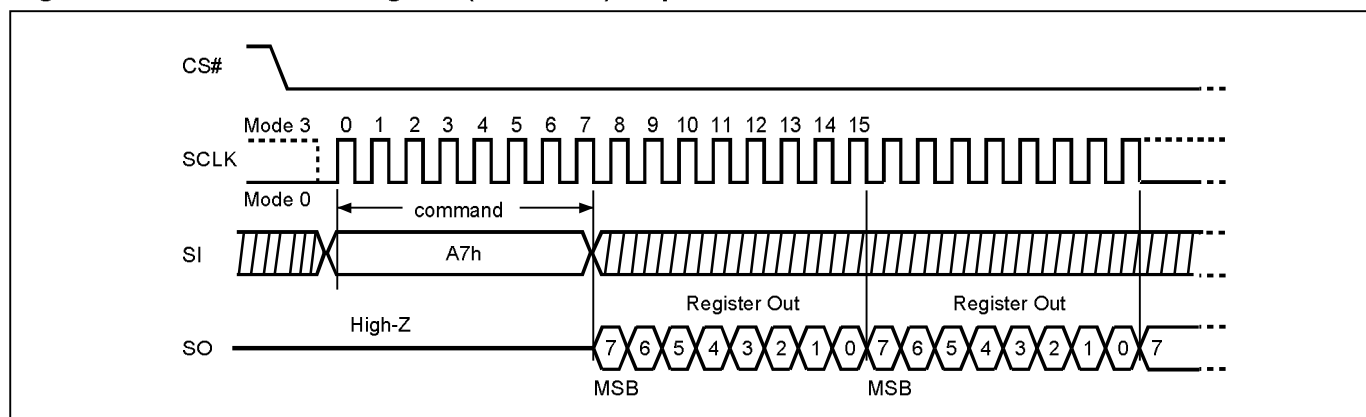 CS#
Mode 3 0 1 2 3 4 5 6 7 8 9 10 11 12 13 14 15
SCLK
Mode 0
command
SI A7h
Register Out Register Out
High-Z
SO 7 6 5 4 3 2 1 0 7 6 5 4 3 2 1 0 7
MSB MSB